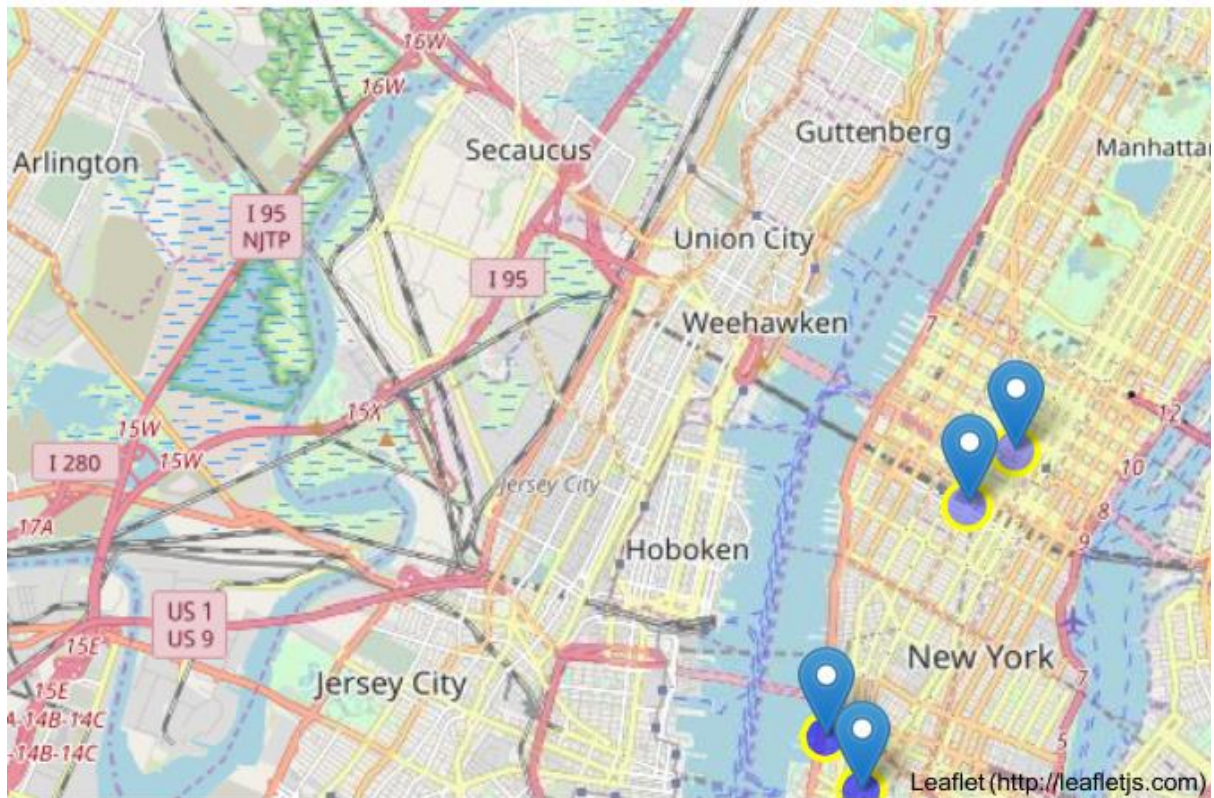 16W
16W
Guttenberg
Secaucus
Arlington
Manhattan
I 95
NJTP
Union City
I 95
Weehawken
7
15X
12
15W
15W
I 280
10
Jersey City
17A
8
Hoboken
9
US 1
US 9
15E
New York
Jersey City
7
15E
-14B-14C
5
-14B-14C
Leaflet (http://leafletjs.com)